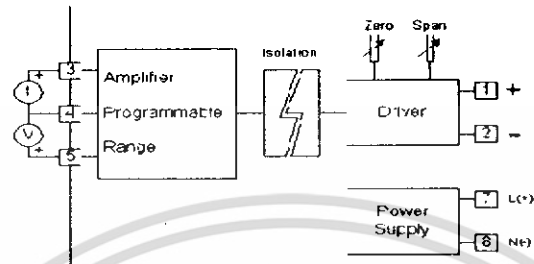 Zero Span
Isolation
3
Amplifier
1 +
4
Programmable
Driver
V
2 -
5
Range
7 L(+)
Power
Supply
8 N(-)